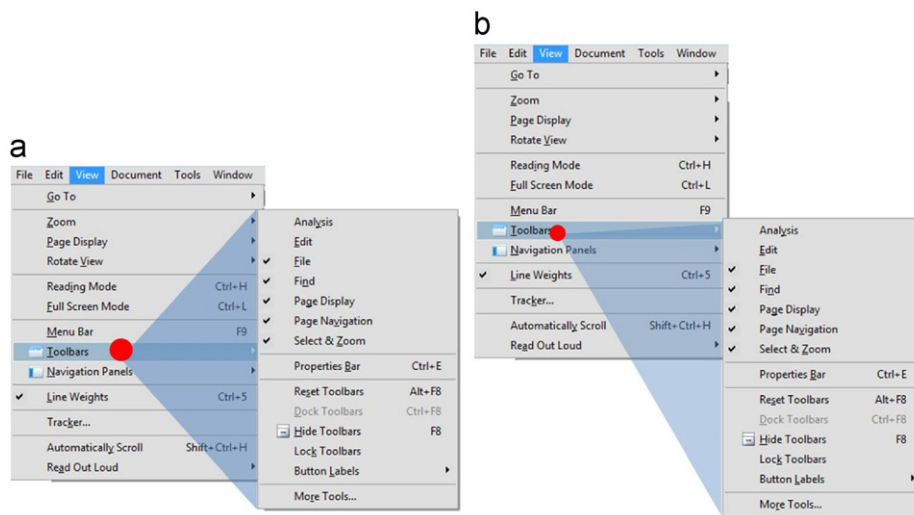 a
File Edit View Document Tools Window
Go To
Zoom
Page Display
Rotate View
Reading Mode Ctrl+H
Full Screen Mode Ctrl+L
Menu Bar F9
Toolbars
Navigation Panels
Line Weights Ctrl+5
Tracker...
Automatically Scroll Shift+Ctrl+H
Read Out Loud
Analysis
Edit
File
Find
Page Display
Page Navigation
Select & Zoom
Properties Bar Ctrl+E
Reset Toolbars Alt+F8
Dock Toolbars Ctrl+F8
Hide Toolbars F8
Lock Toolbars
Button Labels
More Tools...
b
File Edit View Document Tools Window
Go To
Zoom
Page Display
Rotate View
Reading Mode Ctrl+H
Full Screen Mode Ctrl+L
Menu Bar F9
Toolbars
Navigation Panels
Line Weights Ctrl+5
Tracker...
Automatically Scroll Shift+Ctrl+H
Read Out Loud
Analysis
Edit
File
Find
Page Display
Page Navigation
Select & Zoom
Properties Bar Ctrl+E
Reset Toolbars Alt+F8
Dock Toolbars Ctrl+F8
Hide Toolbars F8
Lock Toolbars
Button Labels
More Tools...